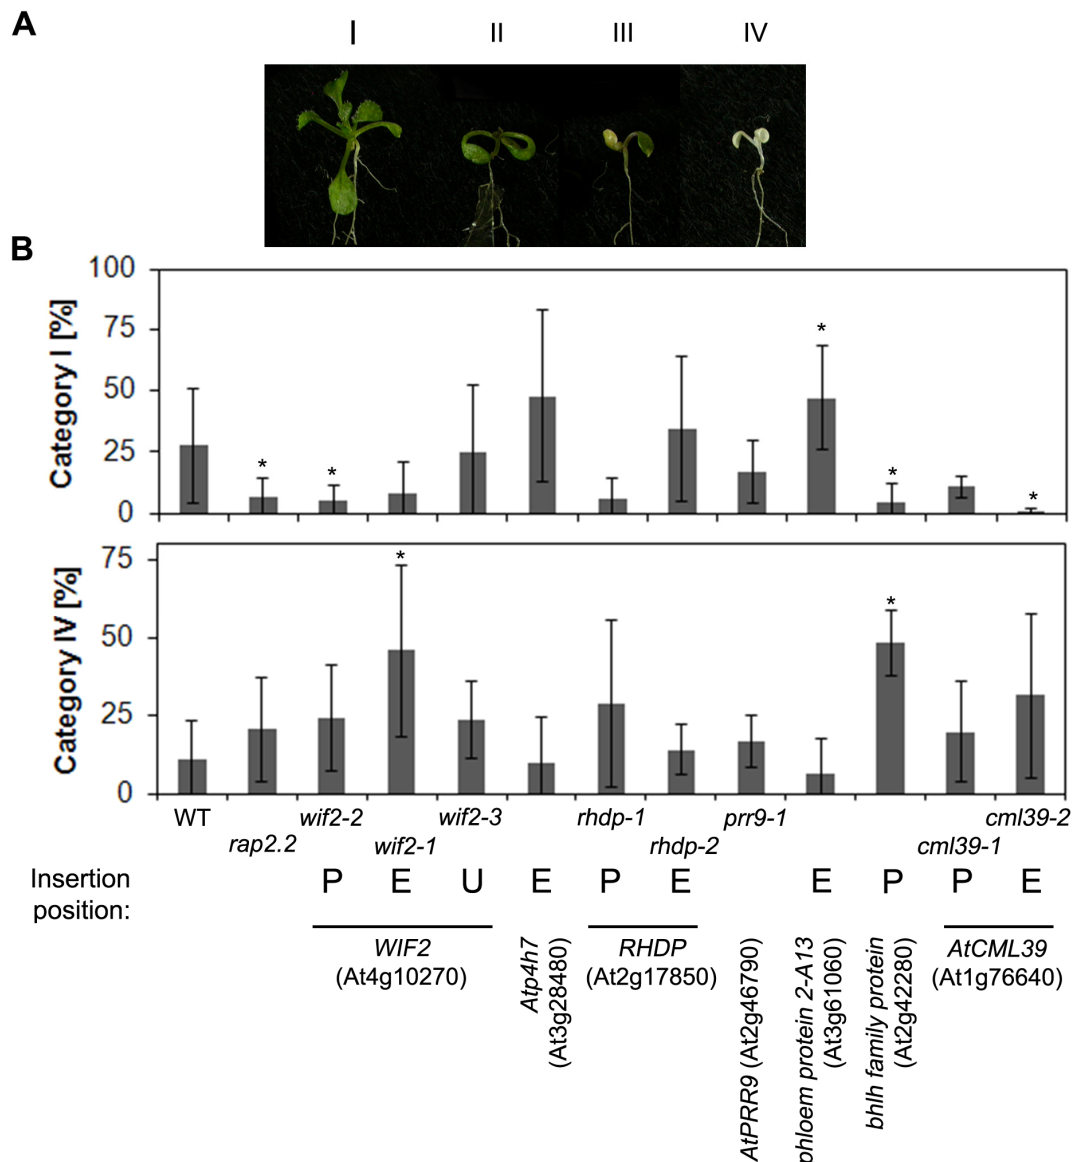 A
I II III IV
B
Category I [%]
100
75
50
25
0
* * * * *
Category IV [%]
75
50
25
0
* *
WT wif2-2 wif2-3 rhdp-1 prr9-1 cml39-2
rap2.2 wif2-1 rhdp-2 cml39-1
Insertion
position:
P E U E P E E P P E
WIF2
(At4g10270)
Atp4h7
(At3g28480)
RHDP
(At2g17850)
AtPRR9 (At2g46790)
phloem protein 2-A13
(At3g61060)
bhlh family protein
(At2g42280)
AtCML39
(At1g76640)